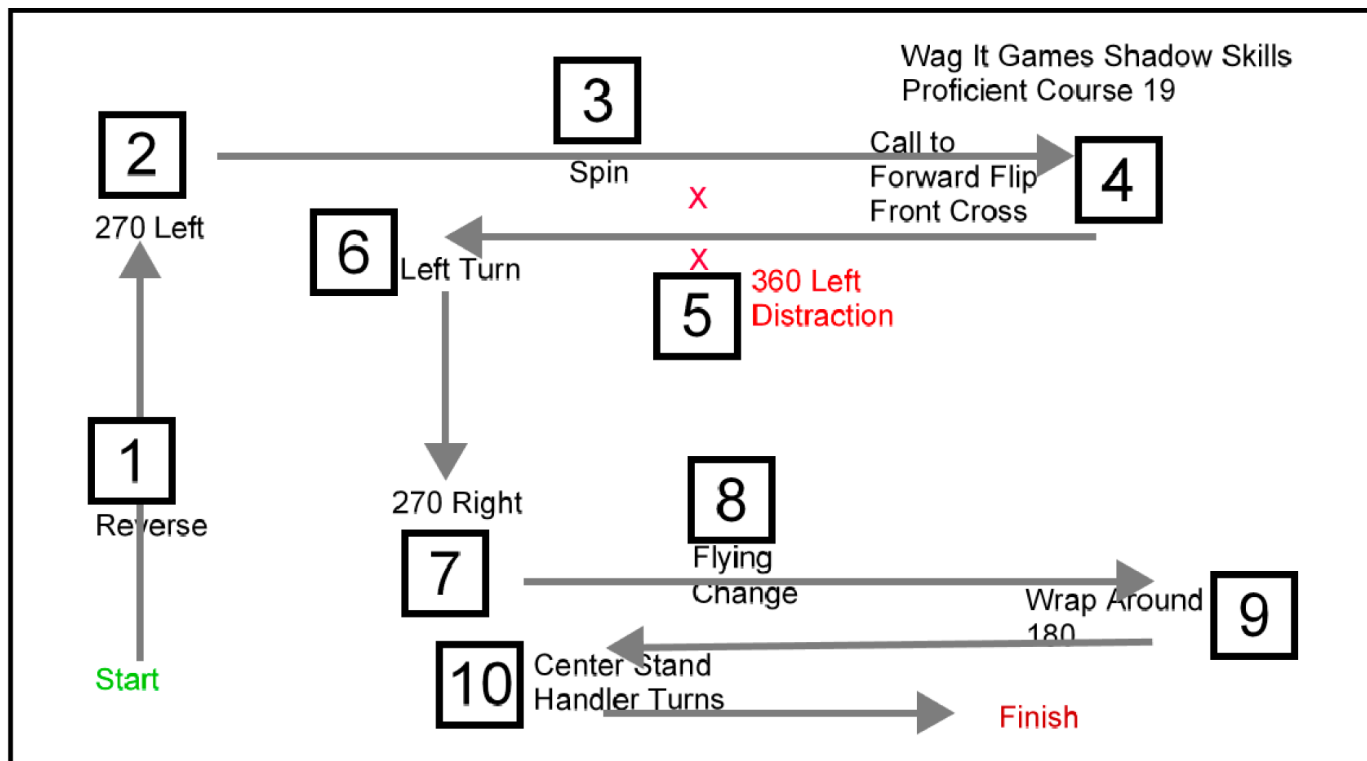 Wag It Games Shadow Skills
Proficient Course 19
3
2
Spin
Call to
Forward Flip
Front Cross
4
270 Left
X
6
Left Turn
X
5
360 Left
Distraction
1
Reverse
270 Right
7
8
Flying
Change
Wrap Around
180
9
Start
10
Center Stand
Handler Turns
Finish